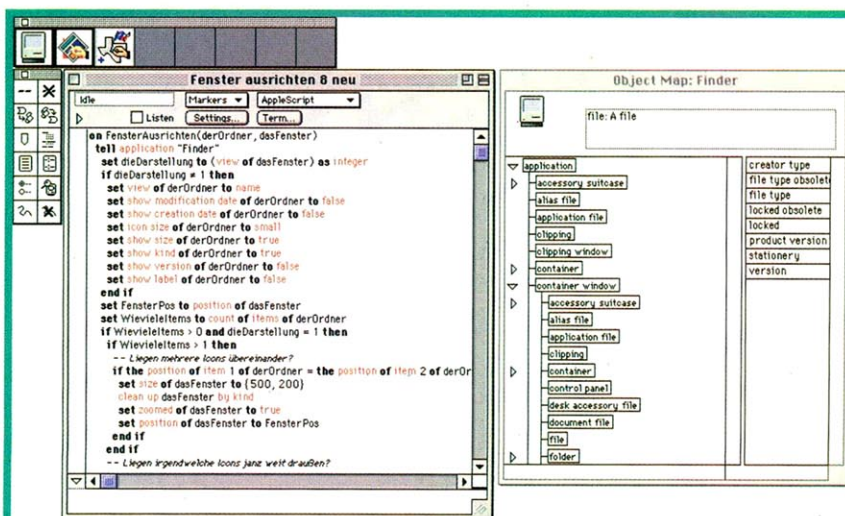 Fenster ausrichten 8 neu
Idle
Markers
AppleScript
Listen
Settings...
Term...
on FensterAusrichten(derOrdner, dasFenster)
tell application "Finder"
set dieDarstellung to (view of dasFenster) as integer
if dieDarstellung ≠ 1 then
set view of derOrdner to name
set show modification date of derOrdner to false
set show creation date of derOrdner to false
set icon size of derOrdner to small
set show size of derOrdner to true
set show kind of derOrdner to true
set show version of derOrdner to false
set show label of derOrdner to false
end if
set FensterPos to position of dasFenster
set WievieleItems to count of items of derOrdner
if WievieleItems > 0 and dieDarstellung = 1 then
if WievieleItems > 1 then
-- Liegen mehrere Icons übereinander?
if the position of item 1 of derOrdner = the position of item 2 of derOr
set size of dasFenster to {500, 200}
clean up dasFenster by kind
set zoomed of dasFenster to true
set position of dasFenster to FensterPos
end if
end if
-- Liegen irgendwelche Icons janz weit draußen?
Object Map: Finder
file: A file
application
accessory suitcase
alias file
application file
clipping
clipping window
container
container window
accessory suitcase
alias file
application file
clipping
container
control panel
desk accessory file
document file
file
folder
creator type
file type obsolet
file type
locked obsolete
locked
product version
stationery
version